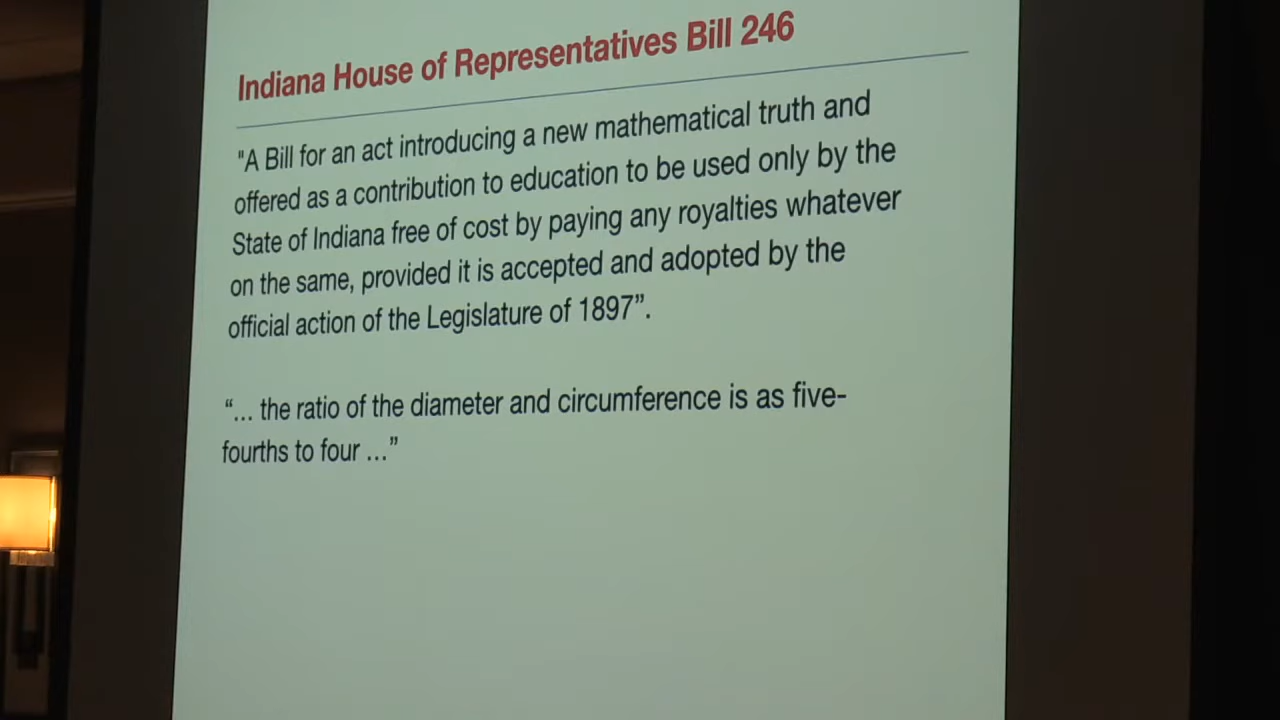 Indiana House of Representatives Bill 246
"A Bill for an act introducing a new mathematical truth and
offered as a contribution to education to be used only by the
State of Indiana free of cost by paying any royalties whatever
on the same, provided it is accepted and adopted by the
official action of the Legislature of 1897”.
“... the ratio of the diameter and circumference is as five-
fourths to four ...”